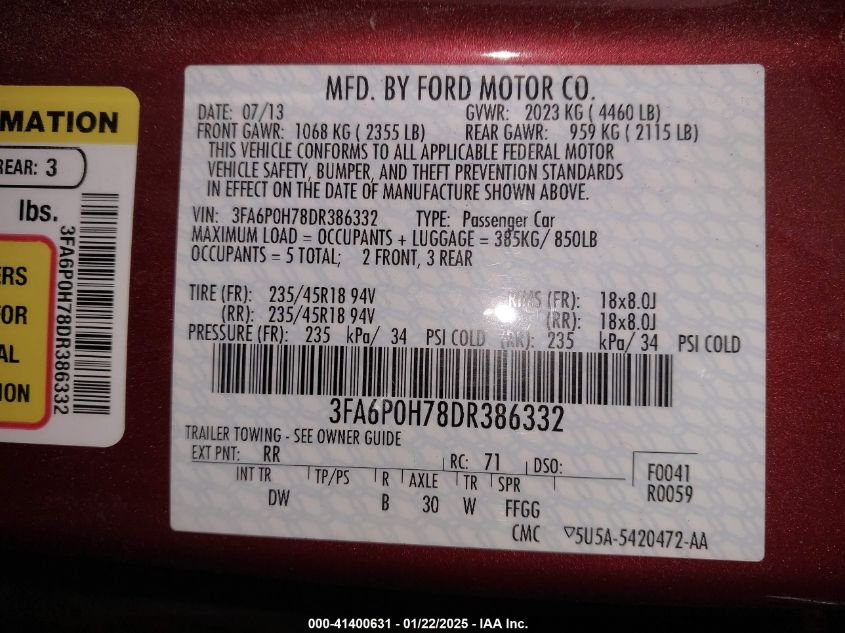 MATION
REAR: 3
lbs.
ERS
FOR
AL
ION
3FA6P0H78DR386332
MFD. BY FORD MOTOR CO.
DATE: 07/13 GVWR: 2023 KG ( 4460 LB)
FRONT GAWR: 1068 KG ( 2355 LB) REAR GAWR: 959 KG ( 2115 LB)
THIS VEHICLE CONFORMS TO ALL APPLICABLE FEDERAL MOTOR
VEHICLE SAFETY, BUMPER, AND THEFT PREVENTION STANDARDS
IN EFFECT ON THE DATE OF MANUFACTURE SHOWN ABOVE.
VIN: 3FA6P0H78DR386332 TYPE: Passenger Car
MAXIMUM LOAD = OCCUPANTS + LUGGAGE = 385KG/ 850LB
OCCUPANTS = 5 TOTAL; 2 FRONT, 3 REAR
TIRE (FR): 235/45R18 94V RIMS (FR): 18x8.0J
(RR): 235/45R18 94V (RR): 18x8.0J
PRESSURE (FR): 235 kPa/ 34 PSI COLD (RR): 235 kPa/ 34 PSI COLD
3FA6P0H78DR386332
TRAILER TOWING - SEE OWNER GUIDE
EXT PNT: RR RC: 71 DSO: F0041
INT TR TP/PS R AXLE TR SPR R0059
DW B 30 W FFGG
CMC ▽5U5A-5420472-AA
000-41400631 - 01/22/2025 - IAA Inc.